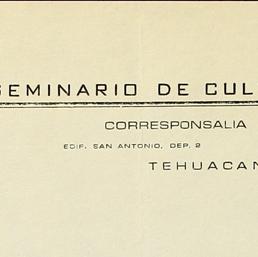 SEMINARIO DE CUL
CORRESPONSALIA
EDIF. SAN ANTONIO, DEP. 2
TEHUACAN